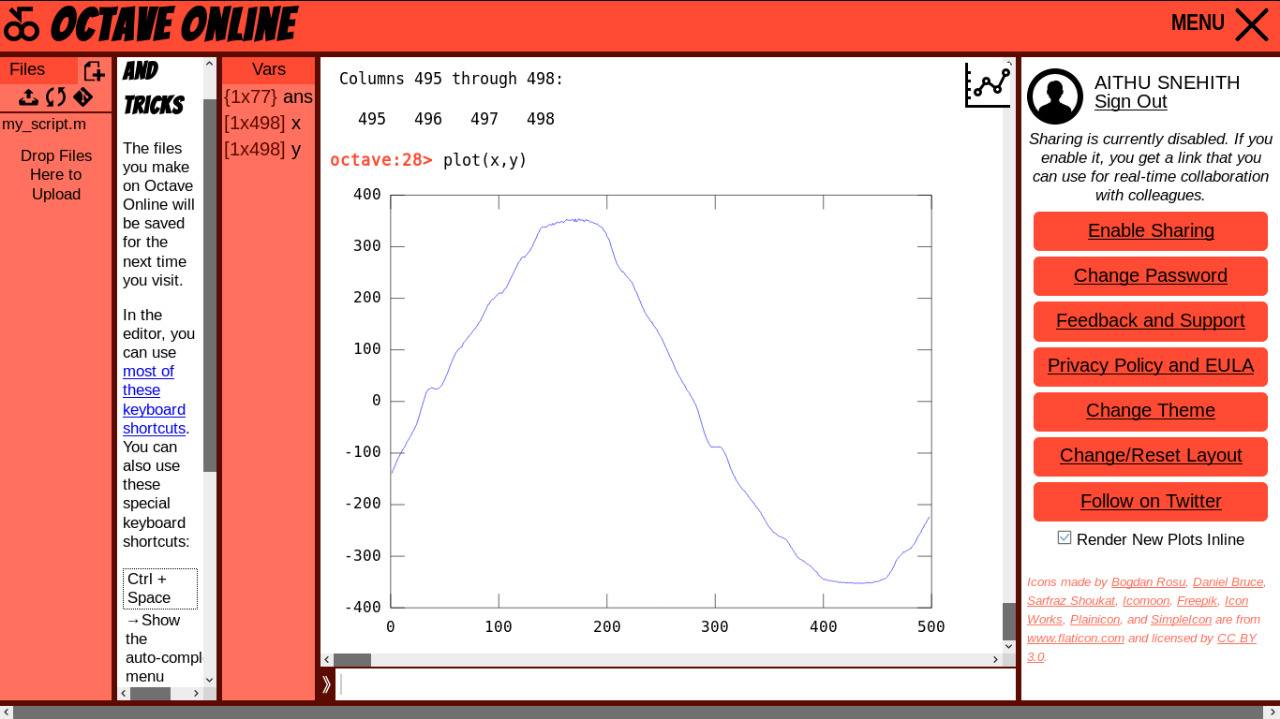 OCTAVE ONLINE
MENU
Files
my_script.m
Drop Files
Here to
Upload
AND
TRICKS
The files
you make
on Octave
Online will
be saved
for the
next time
you visit.
In the
editor, you
can use
most of
these
keyboard
shortcuts.
You can
also use
these
special
keyboard
shortcuts:
Ctrl +
Space
→Show
the
auto-compl
menu
Vars
{1x77} ans
[1x498] x
[1x498] y
Columns 495 through 498:
495 496 497 498
octave:28> plot(x,y)
400
300
200
100
0
-100
-200
-300
-400
0 100 200 300 400 500
AITHU SNEHITH
Sign Out
Sharing is currently disabled. If you
enable it, you get a link that you
can use for real-time collaboration
with colleagues.
Enable Sharing
Change Password
Feedback and Support
Privacy Policy and EULA
Change Theme
Change/Reset Layout
Follow on Twitter
Render New Plots Inline
Icons made by Bogdan Rosu, Daniel Bruce,
Sarfraz Shoukat, Icomoon, Freepik, Icon
Works, Plainicon, and SimpleIcon are from
www.flaticon.com and licensed by CC BY
3.0.